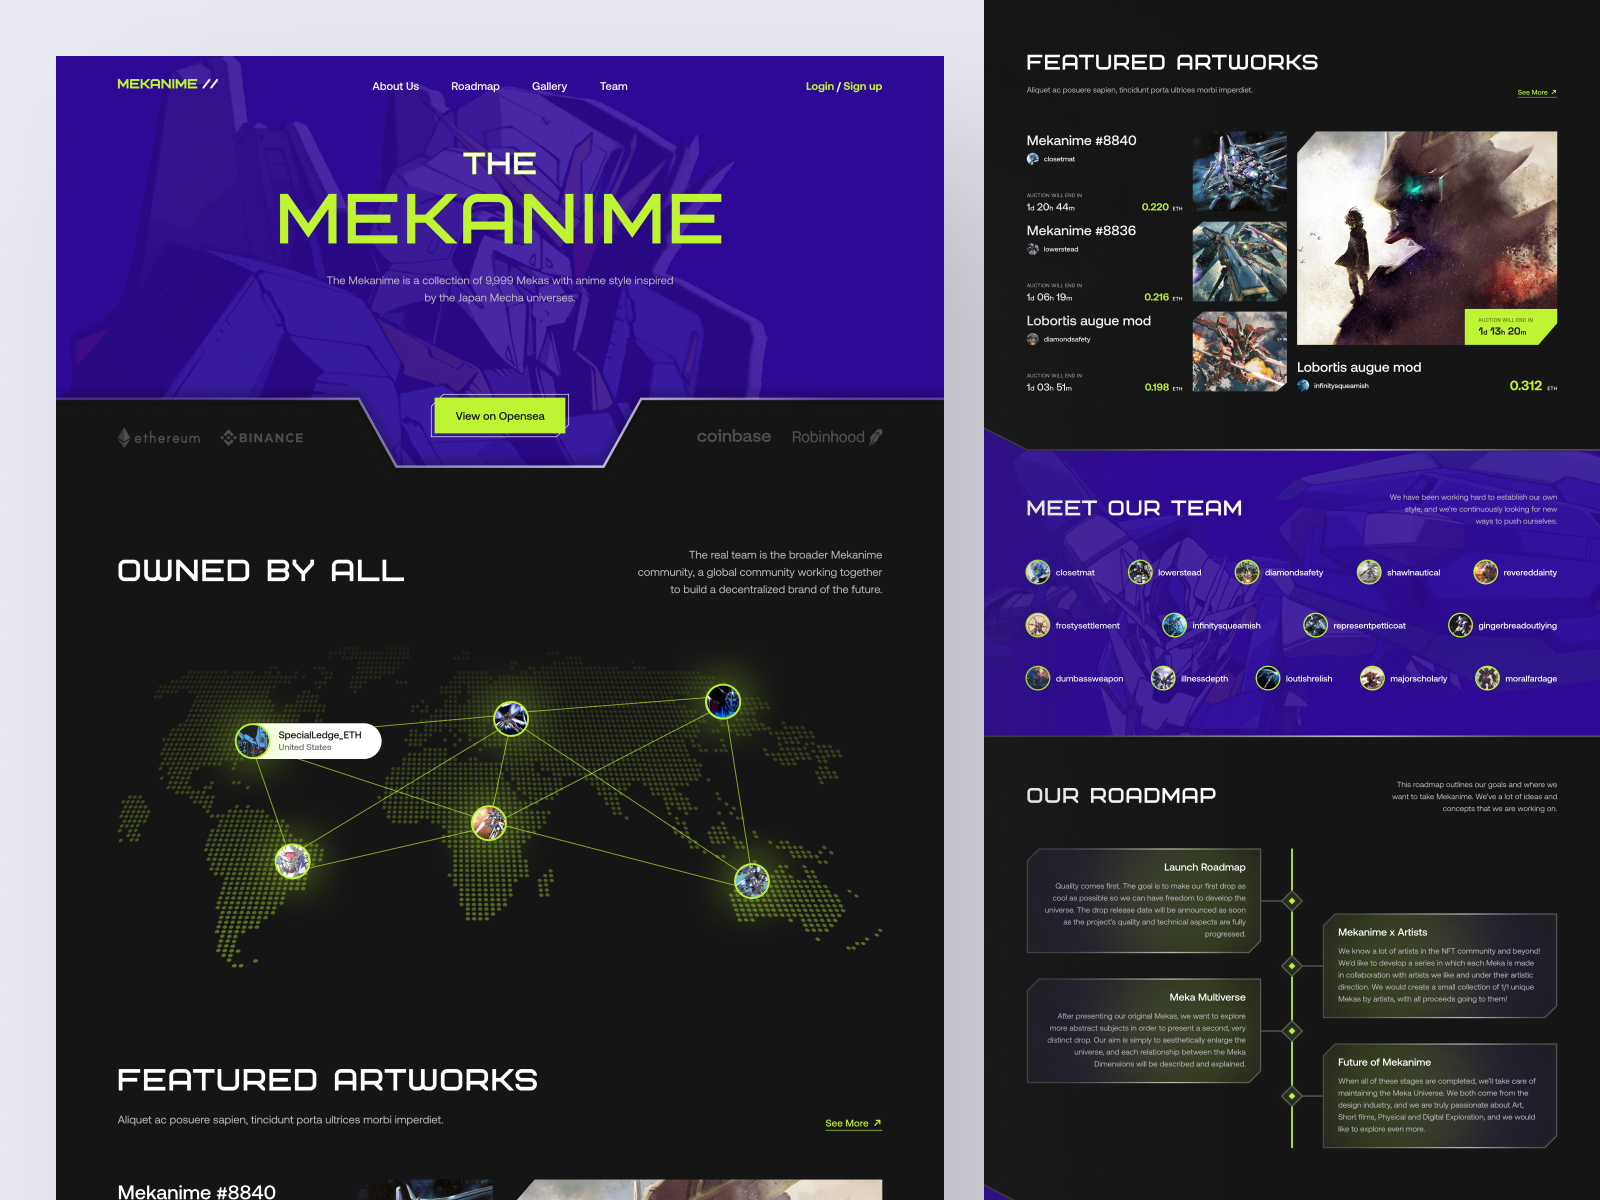 MEKANIME //
About Us
Roadmap
Gallery
Team
Login / Sign up
THE
MEKANIME
The Mekanime is a collection of 9,999 Mekas with anime style inspired
by the Japan Mecha universes.
View on Opensea
ethereum
BINANCE
coinbase
Robinhood
OWNED BY ALL
The real team is the broader Mekanime
community, a global community working together
to build a decentralized brand of the future.
SpecialLedge_ETH
United States
FEATURED ARTWORKS
Aliquet ac posuere sapien, tincidunt porta ultrices morbi imperdiet.
See More
Mekanime #8840
FEATURED ARTWORKS
Aliquet ac posuere sapien, tincidunt porta ultrices morbi imperdiet.
See More
Mekanime #8840
closetmat
AUCTION WILL END IN
1d 20h 44m
0.220 ETH
Mekanime #8836
lowerstead
AUCTION WILL END IN
1d 06h 19m
0.216 ETH
Lobortis augue mod
diamondsafety
AUCTION WILL END IN
1d 03h 51m
0.198 ETH
AUCTION WILL END IN
1d 13h 20m
Lobortis augue mod
infinitysqueamish
0.312 ETH
MEET OUR TEAM
We have been working hard to establish our own
style, and we're continuously looking for new
ways to push ourselves.
closetmat
lowerstead
diamondsafety
shawlnautical
revereddainty
frostysettlement
infinitysqueamish
representpetticoat
gingerbreadoutlying
dumbassweapon
illnessdepth
loutishrelish
majorscholarly
moralfardage
OUR ROADMAP
This roadmap outlines our goals and where we
want to take Mekanime. We've a lot of ideas and
concepts that we are working on.
Launch Roadmap
Quality comes first. The goal is to make our first drop as
cool as possible so we can have freedom to develop the
universe. The drop release date will be announced as soon
as the project's quality and technical aspects are fully
progressed.
Mekanime x Artists
We know a lot of artists in the NFT community and beyond!
We'd like to develop a series in which each Meka is made
in collaboration with artists we like and under their artistic
direction. We would create a small collection of 1/1 unique
Mekas by artists, with all proceeds going to them!
Meka Multiverse
After presenting our original Mekas, we want to explore
more abstract subjects in order to present a second, very
distinct drop. Our aim is simply to aesthetically enlarge the
universe, and each relationship between the Meka
Dimensions will be described and explained.
Future of Mekanime
When all of these stages are completed, we'll take care of
maintaining the Meka Universe. We both come from the
design industry, and we are truly passionate about Art,
Short films, Physical and Digital Exploration, and we would
like to explore even more.